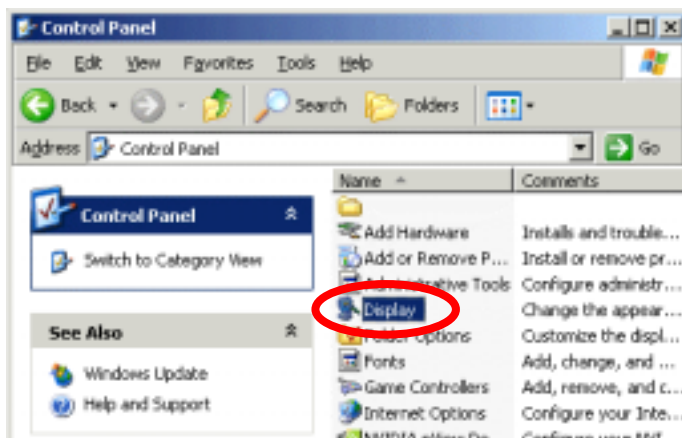 Control Panel
File Edit View Favorites Tools Help
Back Search Folders
Address Control Panel Go
Name Comments
Control Panel
Switch to Category View
See Also
Windows Update
Help and Support
Add Hardware Installs and trouble...
Add or Remove P... Install or remove pr...
Administrative Tools Configure administr...
Display Change the appear...
Folder Options Customize the displ...
Fonts Add, change, and ...
Game Controllers Add, remove, and c...
Internet Options Configure your Inte...
NVIDIA Configure your